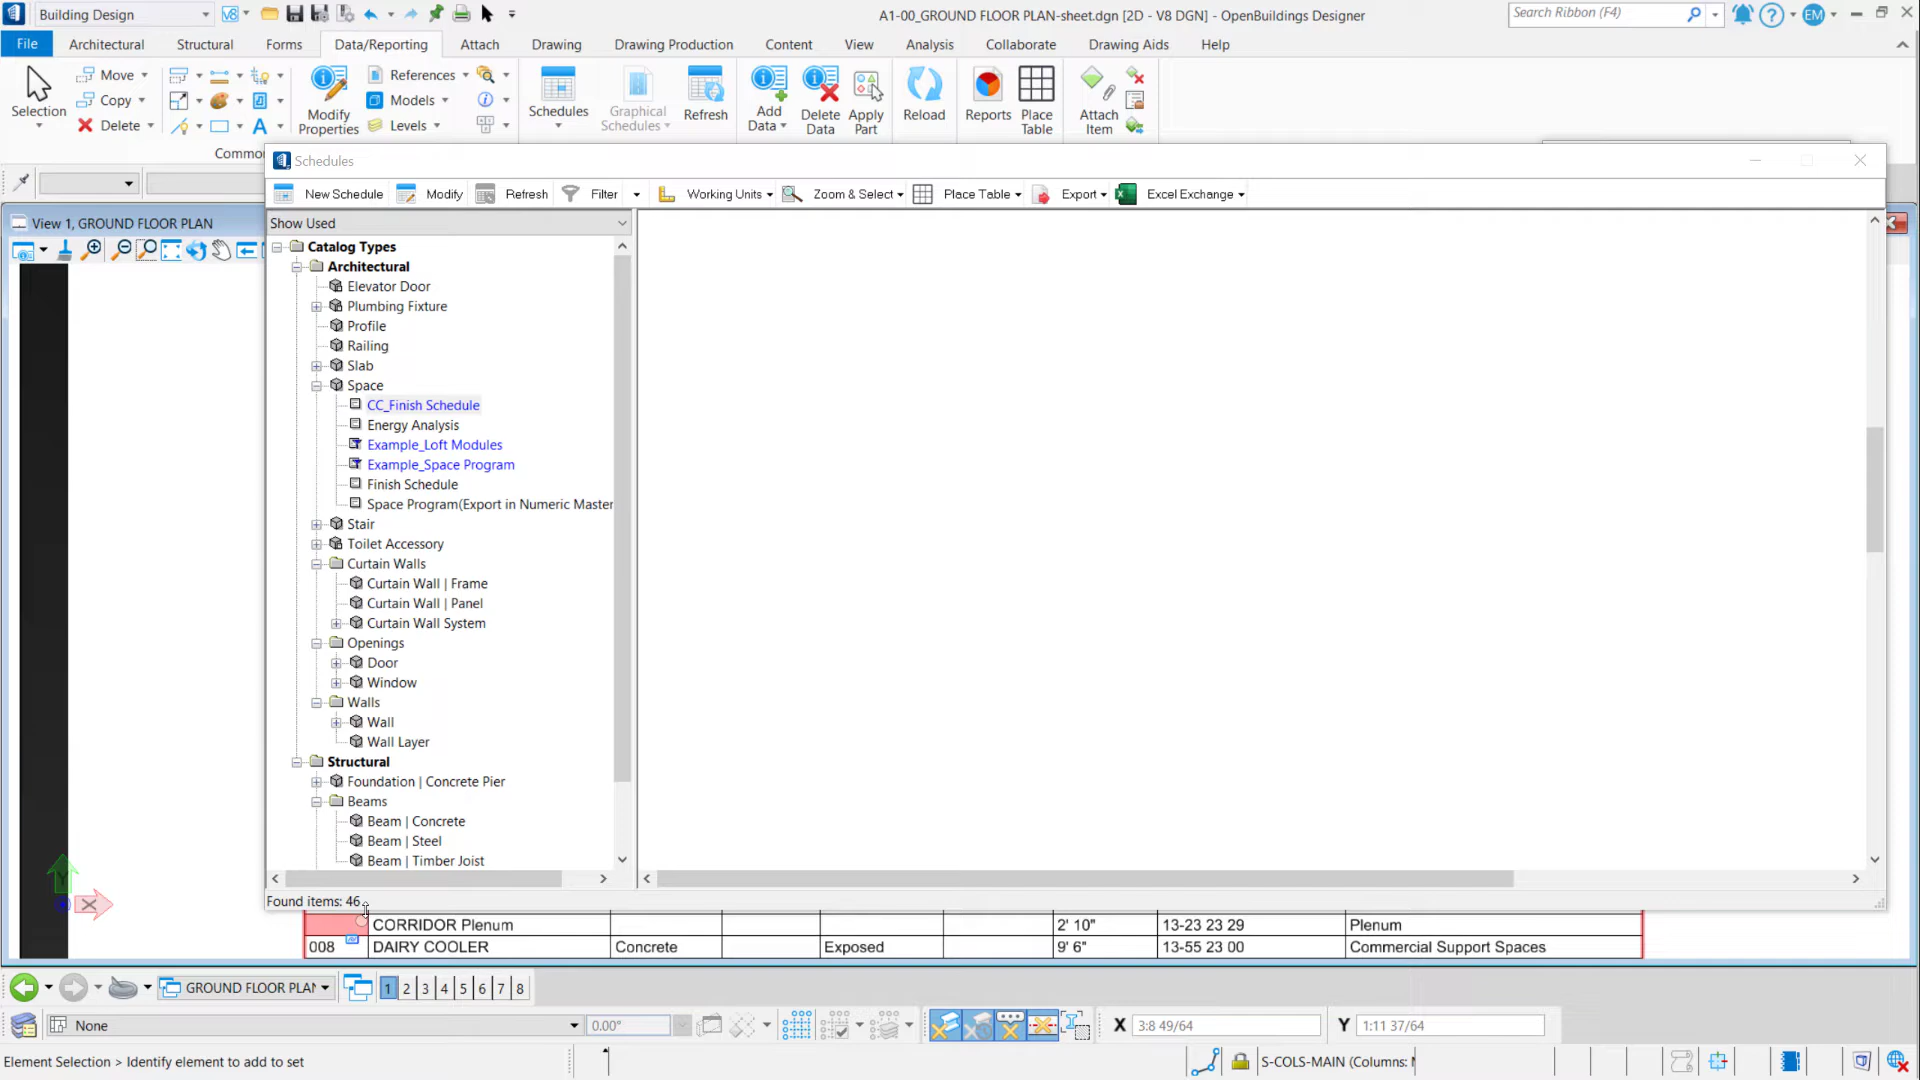 Building Design
A1-00_GROUND FLOOR PLAN-sheet.dgn [2D - V8 DGN] - OpenBuildings Designer
Search Ribbon (F4)
EM
File
Architectural
Structural
Forms
Data/Reporting
Attach
Drawing
Drawing Production
Content
View
Analysis
Collaborate
Drawing Aids
Help
Selection
Move
Copy
Delete
Modify
Properties
References
Models
Levels
Schedules
Graphical
Schedules
Refresh
Add
Data
Delete
Data
Apply
Part
Reload
Reports
Place
Table
Attach
Item
Schedules
New Schedule
Modify
Refresh
Filter
Working Units
Zoom & Select
Place Table
Export
Excel Exchange
View 1, GROUND FLOOR PLAN
Show Used
Catalog Types
Architectural
Elevator Door
Plumbing Fixture
Profile
Railing
Slab
Space
CC_Finish Schedule
Energy Analysis
Example_Loft Modules
Example_Space Program
Finish Schedule
Space Program(Export in Numeric Master
Stair
Toilet Accessory
Curtain Walls
Curtain Wall | Frame
Curtain Wall | Panel
Curtain Wall System
Openings
Door
Window
Walls
Wall
Wall Layer
Structural
Foundation | Concrete Pier
Beams
Beam | Concrete
Beam | Steel
Beam | Timber Joist
Found items: 46
CORRIDOR Plenum 2' 10" 13-23 23 29 Plenum
008 DAIRY COOLER Concrete Exposed 9' 6" 13-55 23 00 Commercial Support Spaces
GROUND FLOOR PLAN
1 2 3 4 5 6 7 8
None
0.00°
X 3:8 49/64
Y 1:11 37/64
Element Selection > Identify element to add to set
S-COLS-MAIN (Columns: